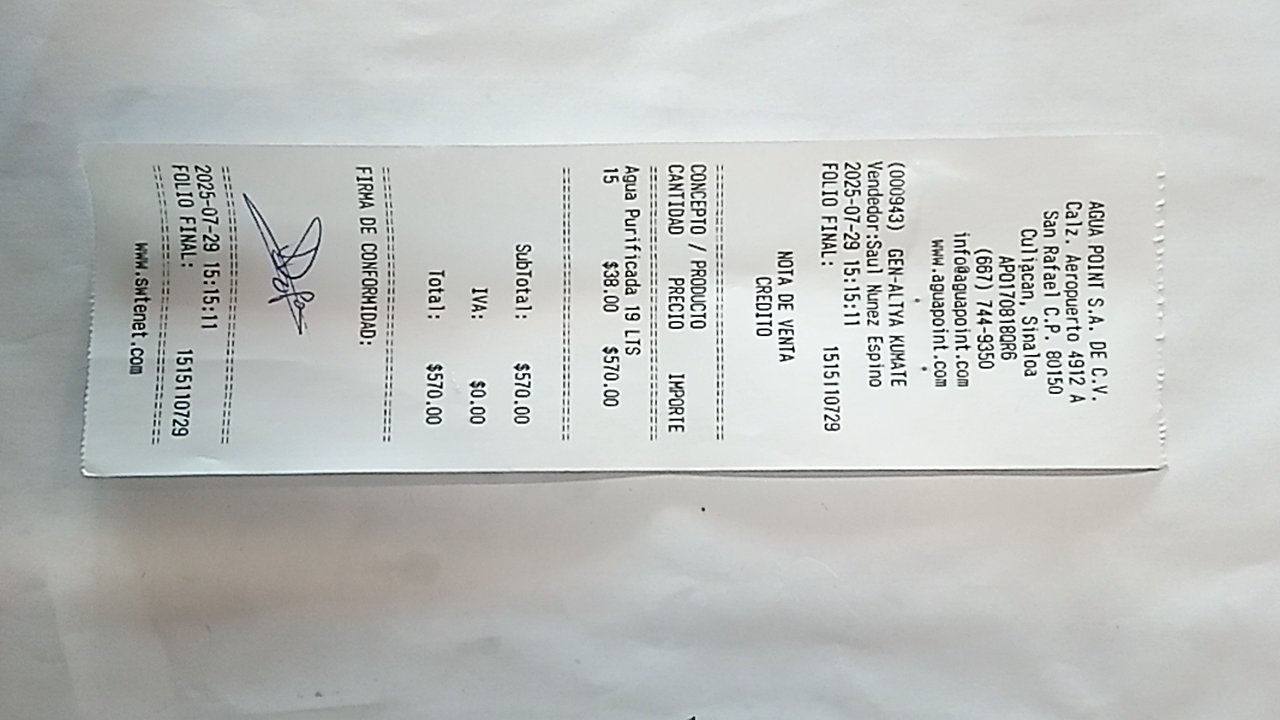 AGUA POINT S.A. DE C.V.
Calz. Aeropuerto 4912 A
San Rafael C.P. 80150
Culiacan, Sinaloa
APO170818QR6
(667) 744-9350
info@aguapoint.com
www.aguapoint.com
(000943) GEN-ALTYA KUMATE
Vendedor:Saul Nunez Espino
2025-07-29 15:15:11
FOLIO FINAL: 1515110729
NOTA DE VENTA
CREDITO
CONCEPTO / PRODUCTO
CANTIDAD PRECIO IMPORTE
Agua Purificada 19 LTS
15 $38.00 $570.00
SubTotal: $570.00
IVA: $0.00
Total: $570.00
FIRMA DE CONFORMIDAD:
2025-07-29 15:15:11
FOLIO FINAL: 1515110729
www.swtenet.com